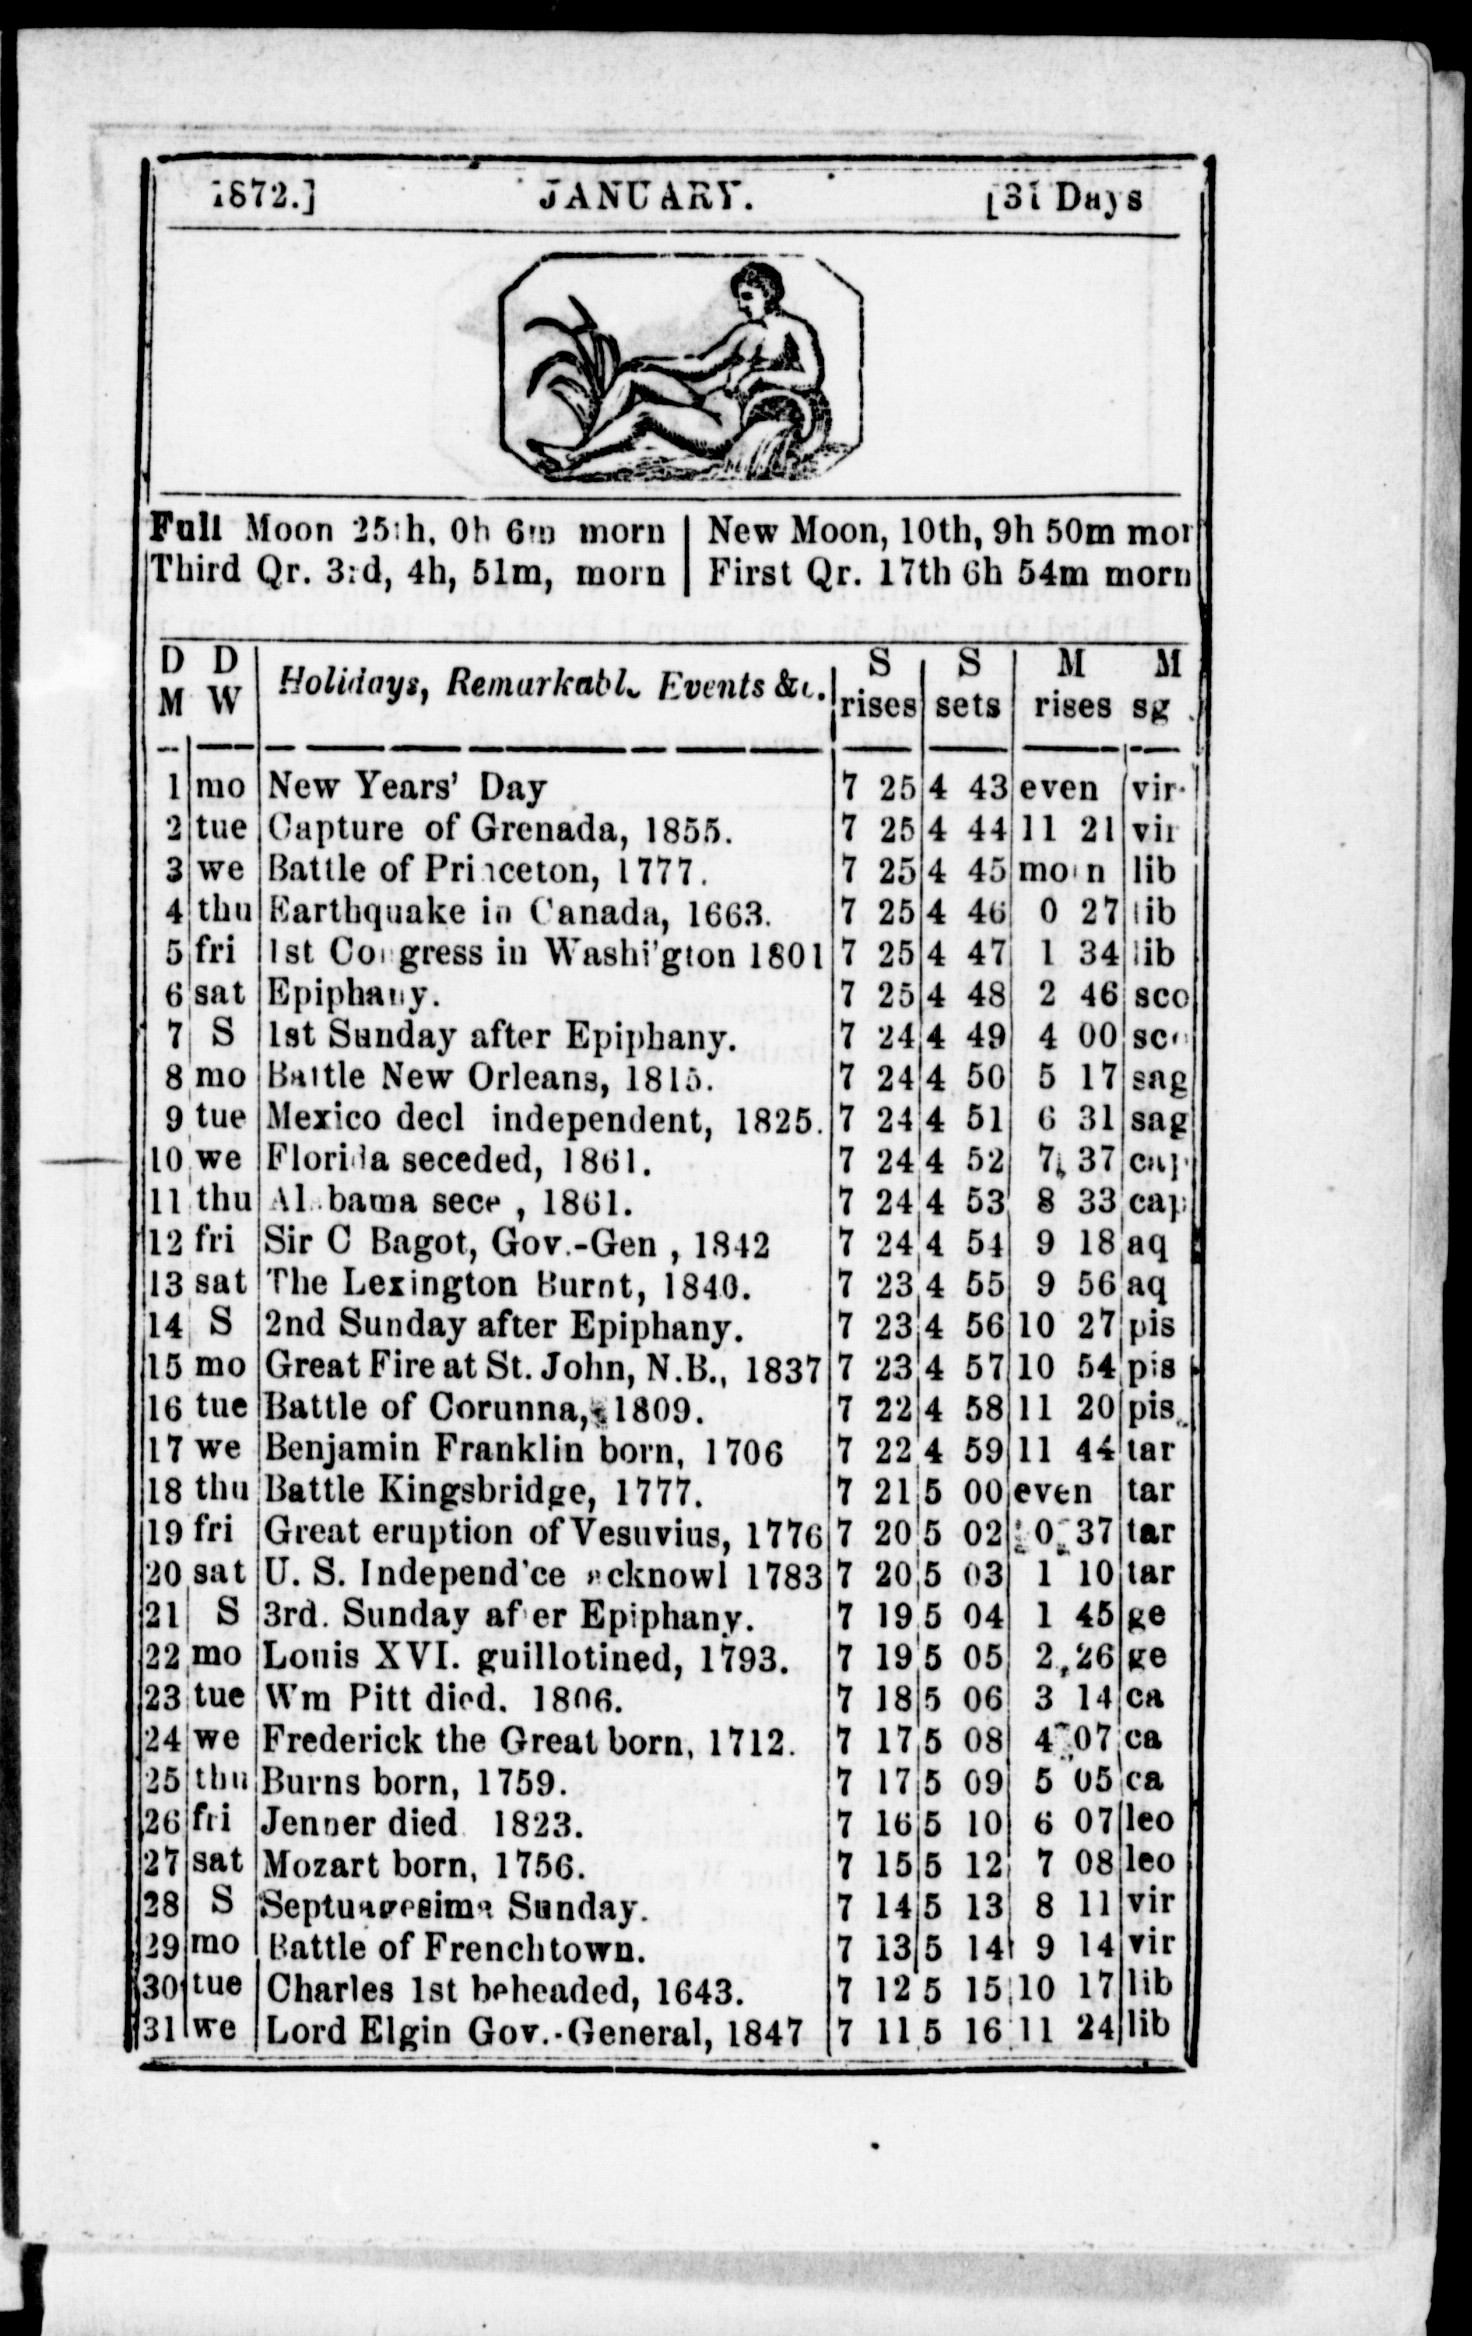 1872.] JANUARY. [31 Days
Full Moon 25th, 0h 6m morn | New Moon, 10th, 9h 50m mor
Third Qr. 3rd, 4h, 51m, morn | First Qr. 17th 6h 54m morn
D M D W Holidays, Remarkable Events &c. S rises S sets M rises M sg
1 mo New Years' Day 7 25 4 43 even vir
2 tue Capture of Grenada, 1855. 7 25 4 44 11 21 vir
3 we Battle of Princeton, 1777. 7 25 4 45 morn lib
4 thu Earthquake in Canada, 1663. 7 25 4 46 0 27 lib
5 fri 1st Congress in Washi'gton 1801 7 25 4 47 1 34 lib
6 sat Epiphany. 7 25 4 48 2 46 sco
7 S 1st Sunday after Epiphany. 7 24 4 49 4 00 sco
8 mo Battle New Orleans, 1815. 7 24 4 50 5 17 sag
9 tue Mexico decl independent, 1825. 7 24 4 51 6 31 sag
10 we Florida seceded, 1861. 7 24 4 52 7 37 cap
11 thu Alabama sece , 1861. 7 24 4 53 8 33 cap
12 fri Sir C Bagot, Gov.-Gen , 1842 7 24 4 54 9 18 aq
13 sat The Lexington Burnt, 1840. 7 23 4 55 9 56 aq
14 S 2nd Sunday after Epiphany. 7 23 4 56 10 27 pis
15 mo Great Fire at St. John, N.B., 1837 7 23 4 57 10 54 pis
16 tue Battle of Corunna, 1809. 7 22 4 58 11 20 pis
17 we Benjamin Franklin born, 1706 7 22 4 59 11 44 tar
18 thu Battle Kingsbridge, 1777. 7 21 5 00 even tar
19 fri Great eruption of Vesuvius, 1776 7 20 5 02 0 37 tar
20 sat U. S. Independ'ce acknowl 1783 7 20 5 03 1 10 tar
21 S 3rd. Sunday after Epiphany. 7 19 5 04 1 45 ge
22 mo Louis XVI. guillotined, 1793. 7 19 5 05 2 26 ge
23 tue Wm Pitt died. 1806. 7 18 5 06 3 14 ca
24 we Frederick the Great born, 1712. 7 17 5 08 4 07 ca
25 thu Burns born, 1759. 7 17 5 09 5 05 ca
26 fri Jenner died 1823. 7 16 5 10 6 07 leo
27 sat Mozart born, 1756. 7 15 5 12 7 08 leo
28 S Septuagesima Sunday. 7 14 5 13 8 11 vir
29 mo Battle of Frenchtown. 7 13 5 14 9 14 vir
30 tue Charles 1st beheaded, 1643. 7 12 5 15 10 17 lib
31 we Lord Elgin Gov.-General, 1847 7 11 5 16 11 24 lib